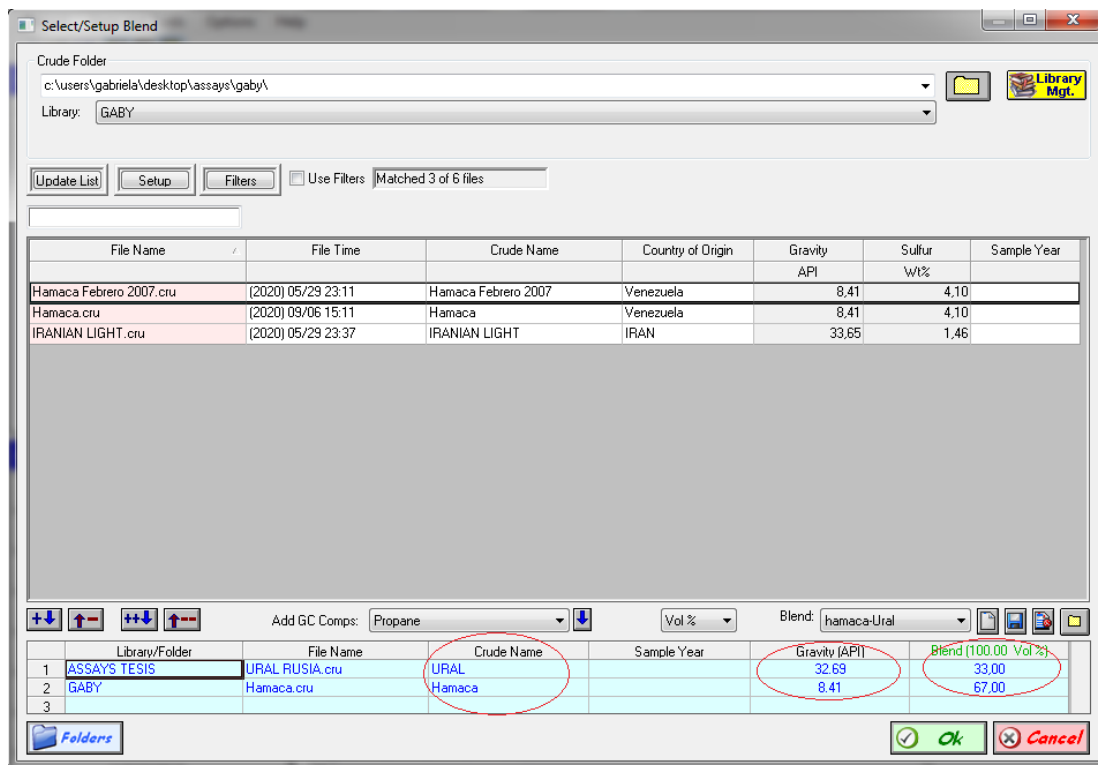 Select/Setup Blend
Crude Folder
c:\users\gabriela\desktop\assays\gaby\
Library Mgt.
Library: GABY
Update List Setup Filters Use Filters Matched 3 of 6 files
File Name File Time Crude Name Country of Origin Gravity Sulfur Sample Year
API Wt%
Hamaca Febrero 2007.cru (2020) 05/29 23:11 Hamaca Febrero 2007 Venezuela 8,41 4,10
Hamaca.cru (2020) 09/06 15:11 Hamaca Venezuela 8,41 4,10
IRANIAN LIGHT.cru (2020) 05/29 23:37 IRANIAN LIGHT IRAN 33,65 1,46
Add GC Comps: Propane Vol % Blend: hamaca-Ural
Library/Folder File Name Crude Name Sample Year Gravity (API) Blend (100.00 Vol %)
1 ASSAYS TESIS URAL RUSIA.cru URAL 32.69 33,00
2 GABY Hamaca.cru Hamaca 8.41 67,00
3
Folders Ok Cancel